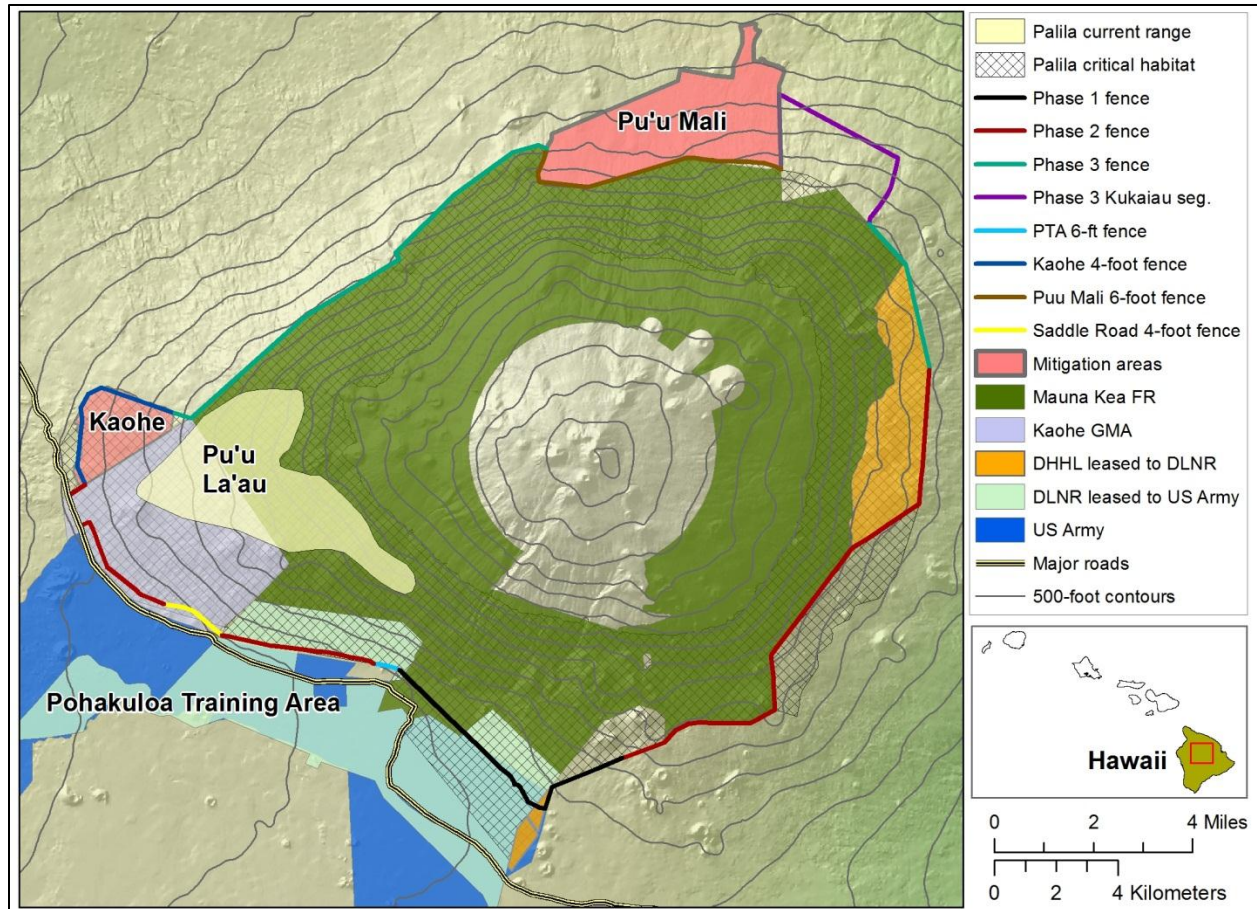 Pu'u Mali
Kaohe
Pu'u
La'au
Pohakuloa Training Area
Palila current range
Palila critical habitat
Phase 1 fence
Phase 2 fence
Phase 3 fence
Phase 3 Kukaiau seg.
PTA 6-ft fence
Kaohe 4-foot fence
Puu Mali 6-foot fence
Saddle Road 4-foot fence
Mitigation areas
Mauna Kea FR
Kaohe GMA
DHHL leased to DLNR
DLNR leased to US Army
US Army
Major roads
500-foot contours
Hawaii
0 2 4 Miles
0 2 4 Kilometers